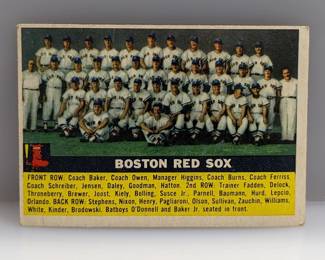 BOSTON RED SOX
FRONT ROW: Coach Baker, Coach Owen, Manager Higgins, Coach Burns, Coach Ferriss,
Coach Schreiber, Jensen, Daley, Goodman, Hatton. 2nd ROW: Trainer Fadden, Delock,
Throneberry, Brewer, Joost, Kiely, Bolling, Susce Jr., Parnell, Baumann, Hurd, Lepcio,
Orlando. BACK ROW: Stephens, Nixon, Henry, Pagliaroni, Olson, Sullivan, Zauchin, Williams,
White, Kinder, Brodowski. Batboys O'Donnell and Baker Jr. seated in front.